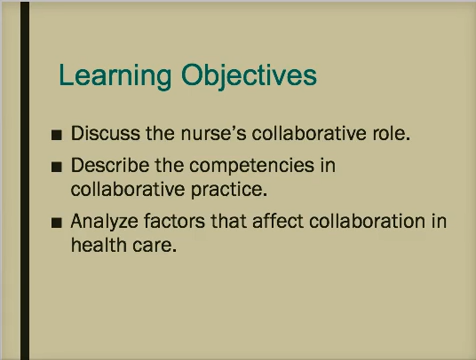 Learning Objectives
■ Discuss the nurse's collaborative role.
■ Describe the competencies in
collaborative practice.
■ Analyze factors that affect collaboration in
health care.